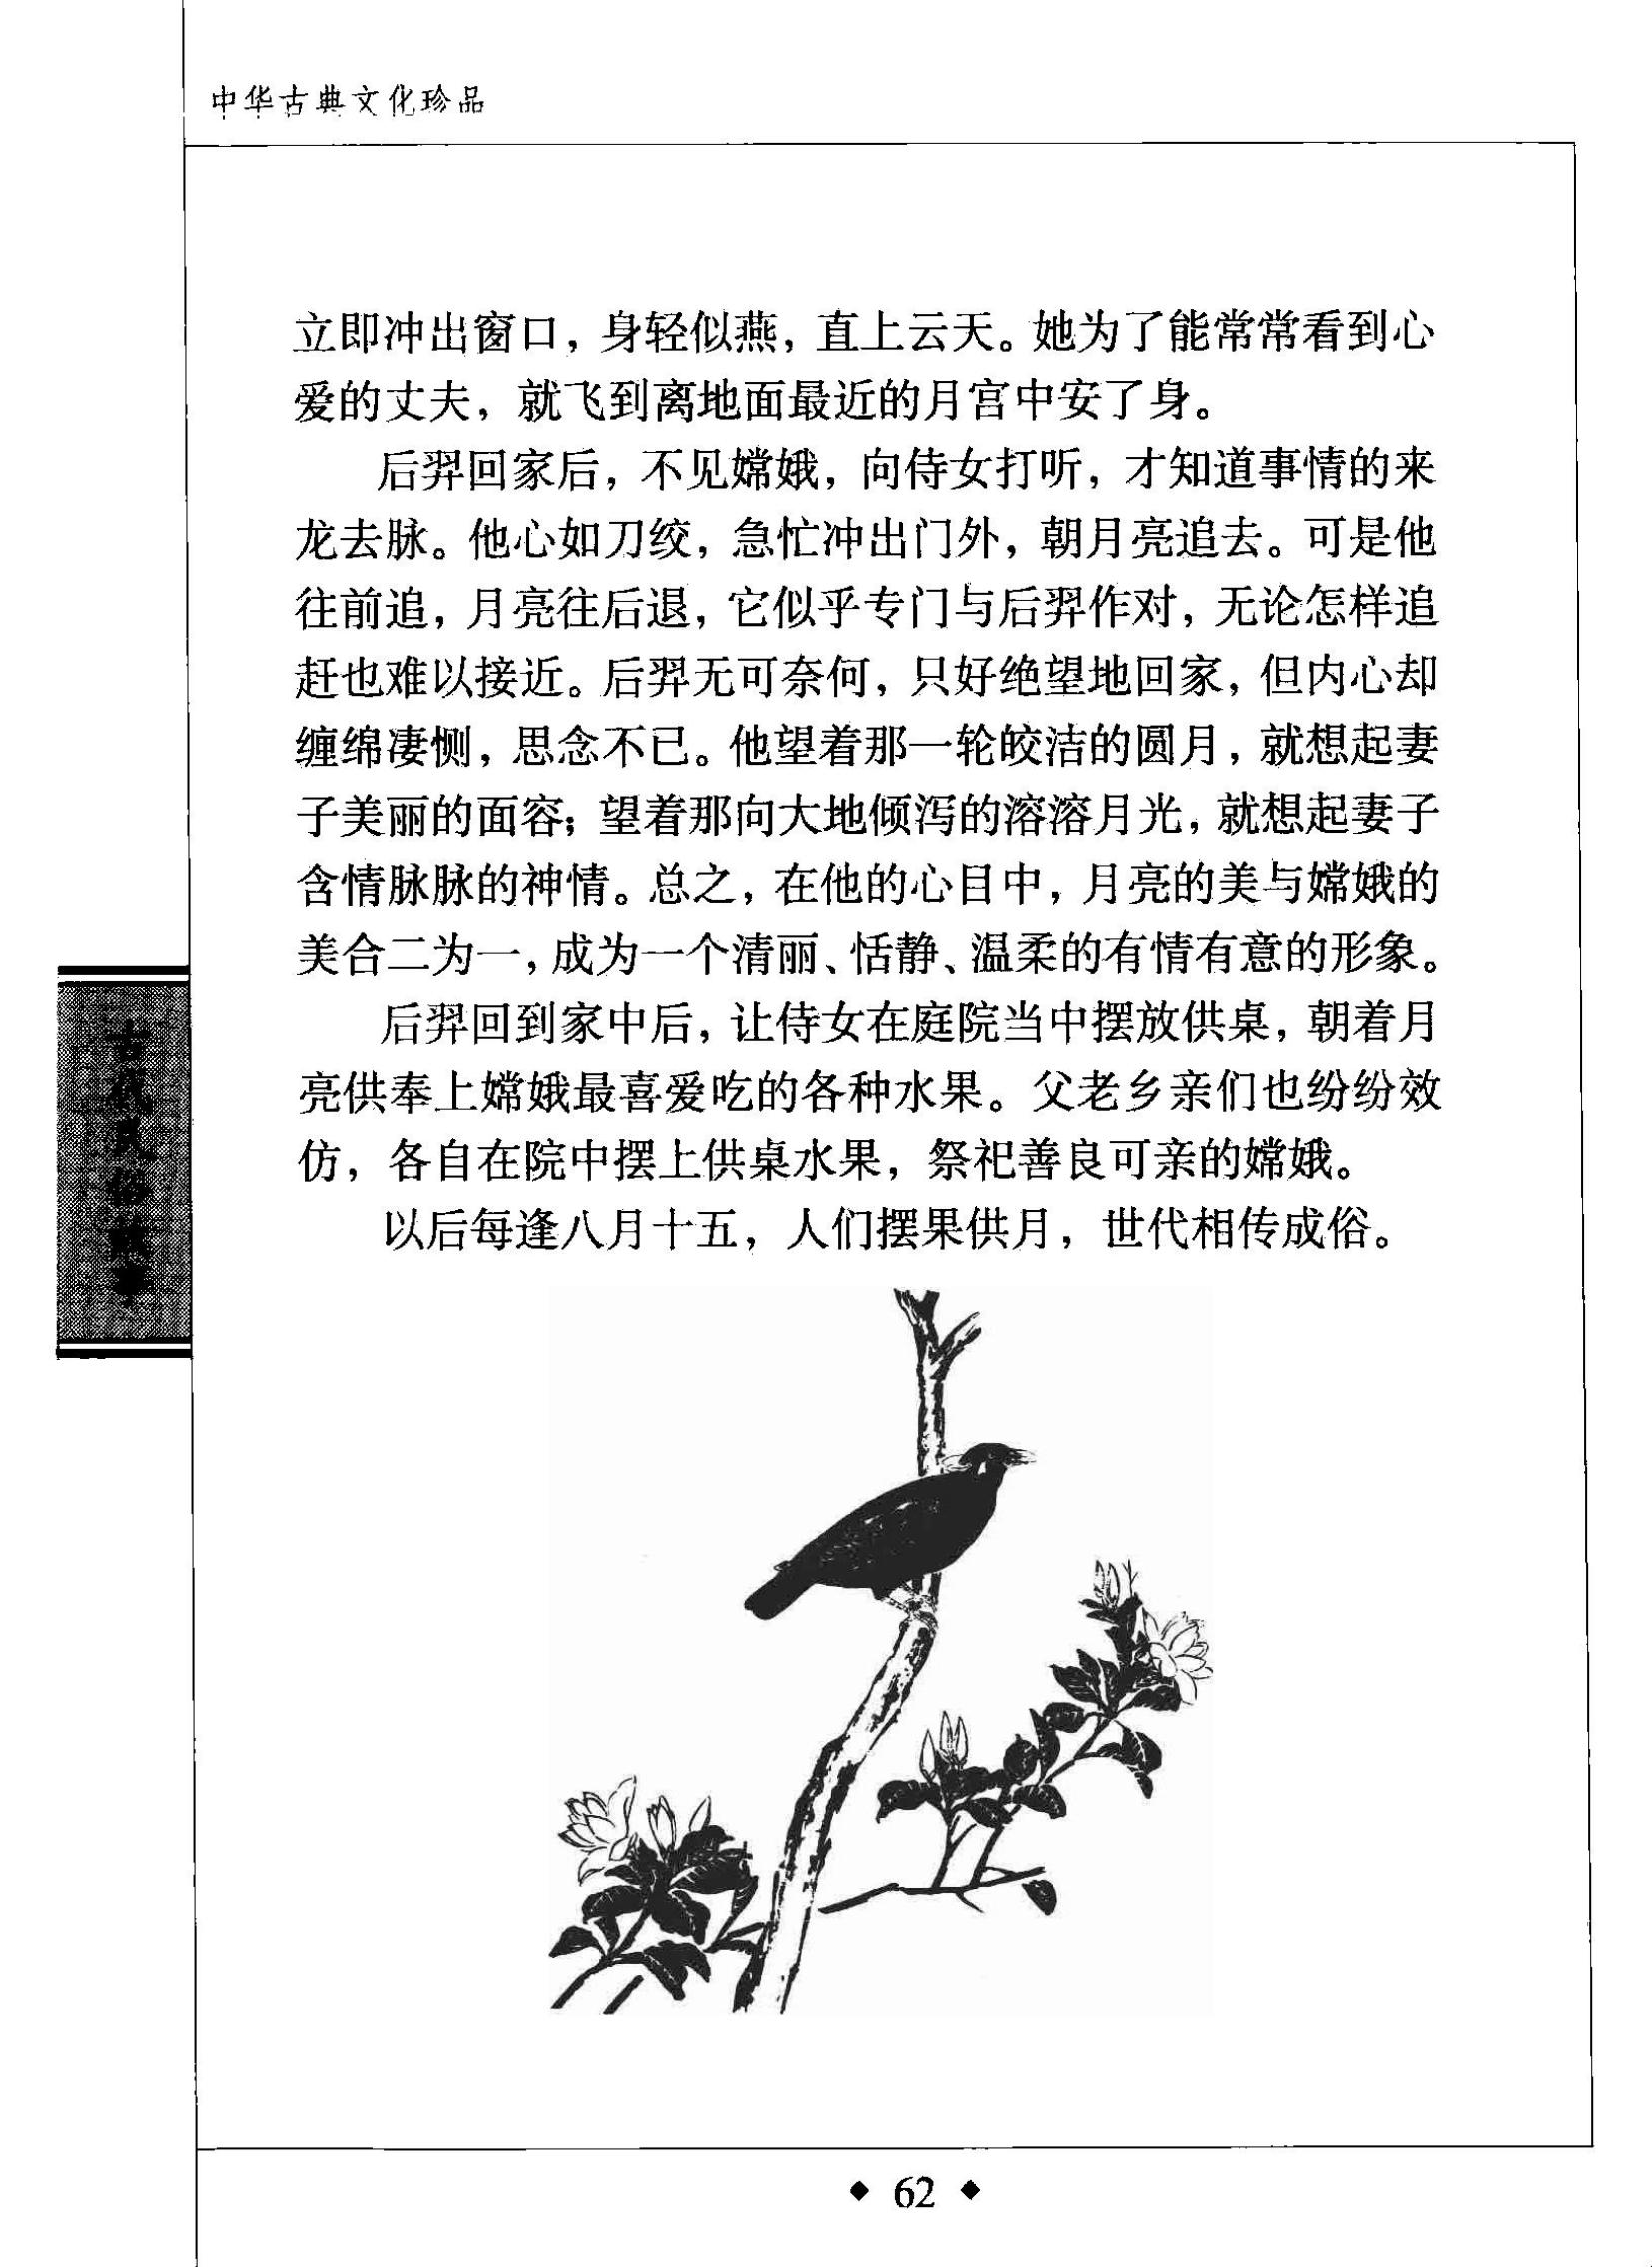 中华古典文化珍品
立即冲出窗口，身轻似燕，直上云天。她为了能常常看到心
爱的丈夫，就飞到离地面最近的月宫中安了身。
后羿回家后，不见嫦娥，向侍女打听，才知道事情的来
龙去脉。他心如刀绞，急忙冲出门外，朝月亮追去。可是他
往前追，月亮往后退，它似乎专门与后羿作对，无论怎样追
赶也难以接近。后羿无可奈何，只好绝望地回家，但内心却
缠绵凄恻，思念不已。他望着那一轮皎洁的圆月，就想起妻
子美丽的面容；望着那向大地倾泻的溶溶月光，就想起妻子
含情脉脉的神情。总之，在他的心目中，月亮的美与嫦娥的
美合二为一，成为一个清丽、恬静、温柔的有情有意的形象。
后羿回到家中后，让侍女在庭院当中摆放供桌，朝着月
亮供奉上嫦娥最喜爱吃的各种水果。父老乡亲们也纷纷效
仿，各自在院中摆上供桌水果，祭祀善良可亲的嫦娥。
以后每逢八月十五，人们摆果供月，世代相传成俗。
古代民俗故事
◆ 62 ◆